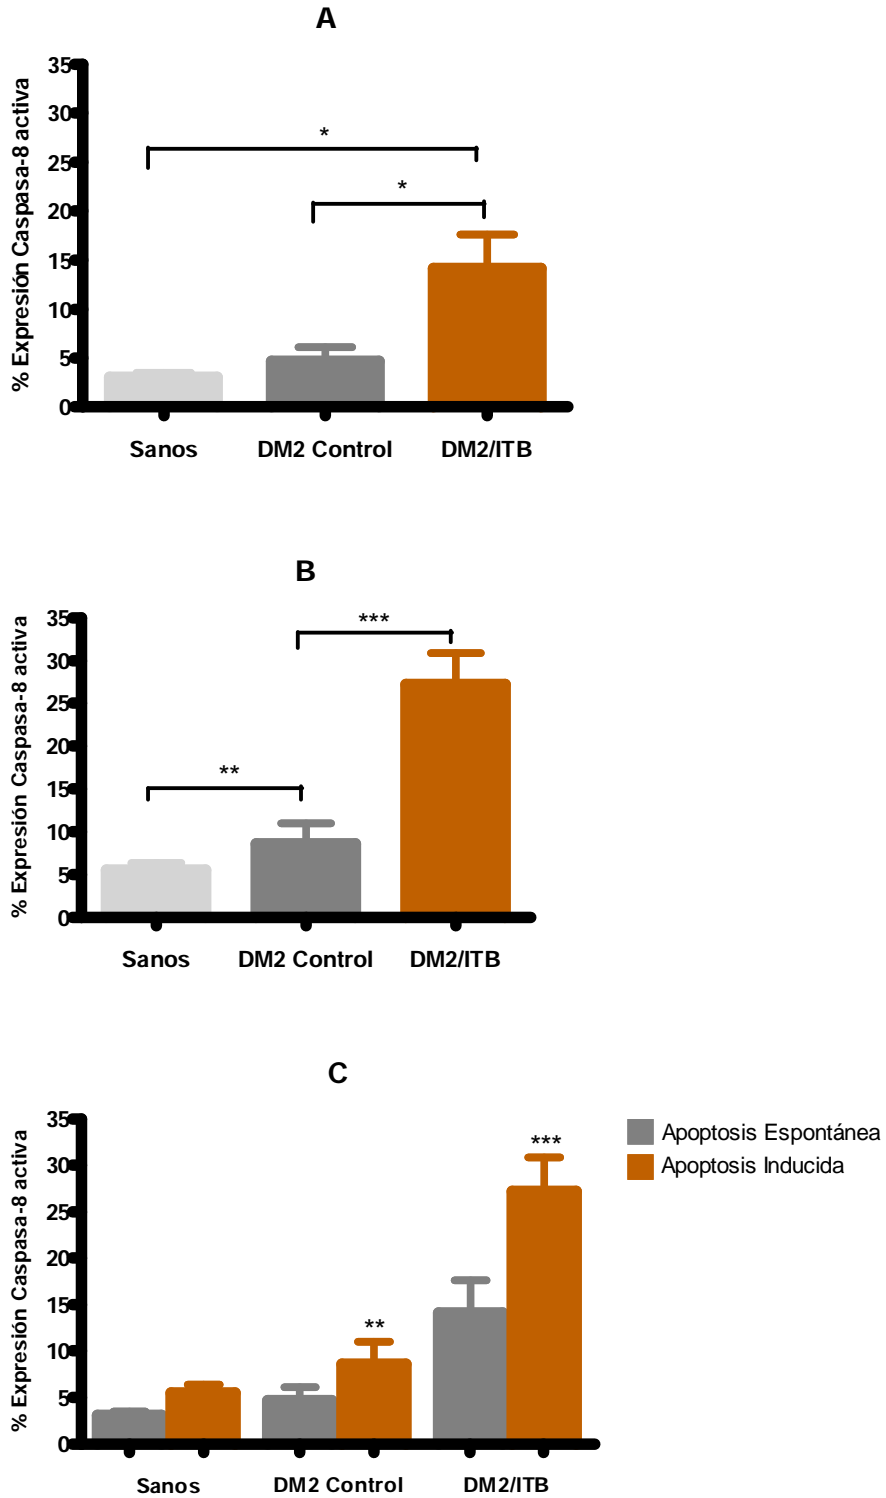 A
% Expresión Caspasa-8 activa
35
30
25
20
15
10
5
0
*
*
Sanos DM2 Control DM2/ITB
B
% Expresión Caspasa-8 activa
35
30
25
20
15
10
5
0
***
**
Sanos DM2 Control DM2/ITB
C
% Expresión Caspasa-8 activa
35
30
25
20
15
10
5
0
***
**
Sanos DM2 Control DM2/ITB
Apoptosis Espontánea
Apoptosis Inducida